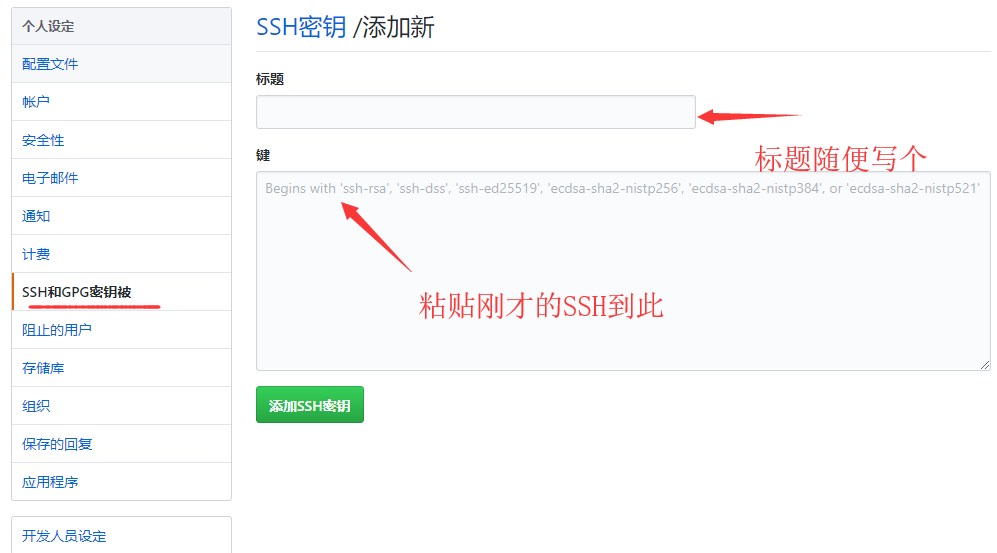 个人设定
配置文件
帐户
安全性
电子邮件
通知
计费
SSH和GPG密钥被
阻止的用户
存储库
组织
保存的回复
应用程序
开发人员设定
SSH密钥 /添加新
标题
标题随便写个
键
Begins with 'ssh-rsa', 'ssh-dss', 'ssh-ed25519', 'ecdsa-sha2-nistp256', 'ecdsa-sha2-nistp384', or 'ecdsa-sha2-nistp521'
粘贴刚才的SSH到此
添加SSH密钥